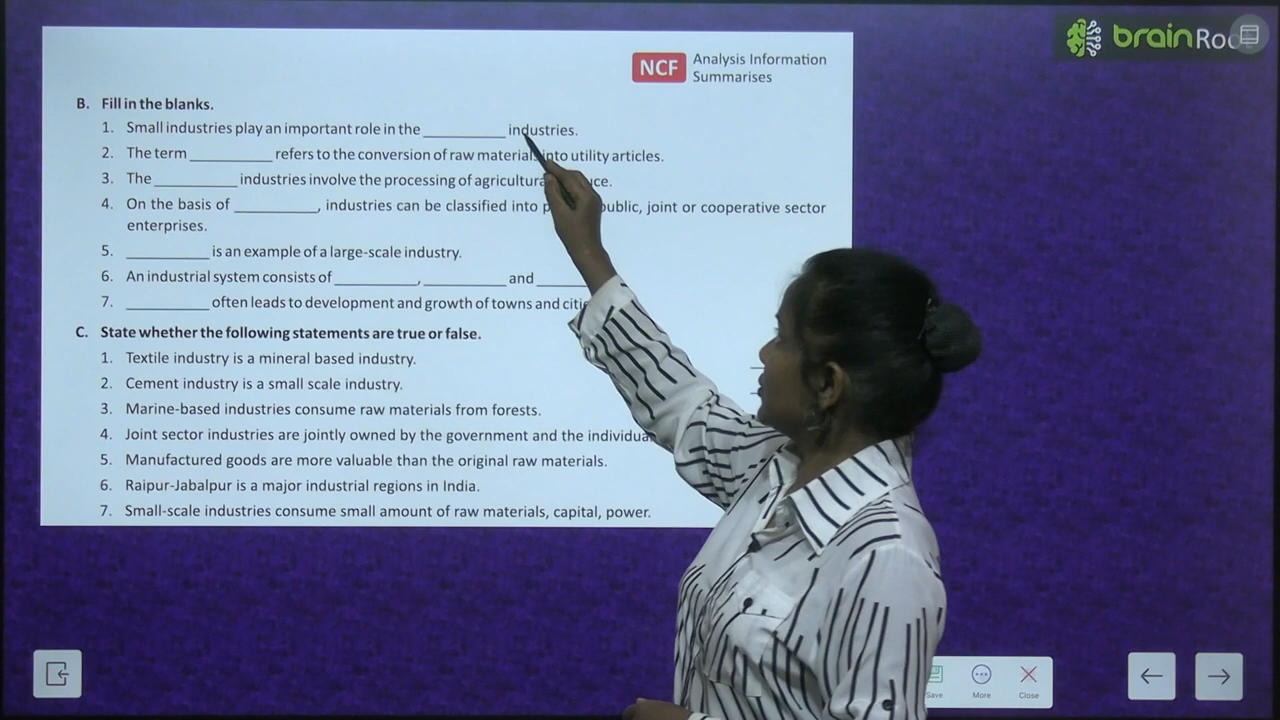 brainRo
NCF Analysis Information
Summarises
B. Fill in the blanks.
1. Small industries play an important role in the __________ industries.
2. The term __________ refers to the conversion of raw materials into utility articles.
3. The __________ industries involve the processing of
4. On the basis of __________, industries can be classified into public, joint or cooperative sector
enterprises.
5. __________ is an example of a large-scale industry.
6. An industrial system consists of __________, __________ and ______
7. __________ often leads to development and growth of towns and
C. State whether the following statements are true or false.
1. Textile industry is a mineral based industry.
2. Cement industry is a small scale industry.
3. Marine-based industries consume raw materials from forests.
4. Joint sector industries are jointly owned by the government and the
5. Manufactured goods are more valuable than the original raw materials.
6. Raipur-Jabalpur is a major industrial regions in India.
7. Small-scale industries consume small amount of raw materials, capital, power.
Save More Close